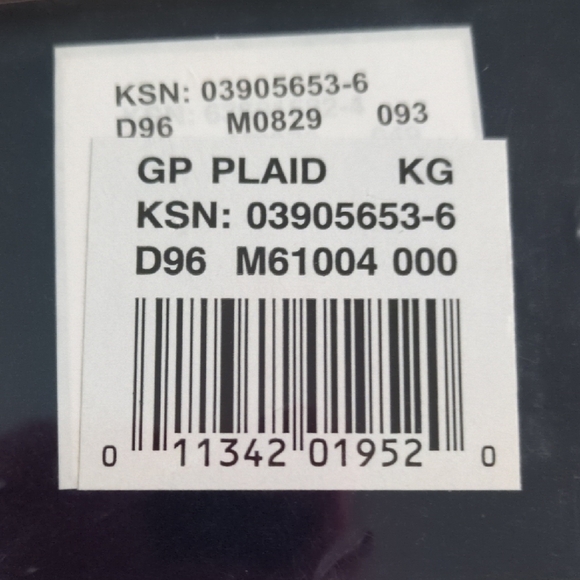 KSN: 03905653-6
D96 M0829 093
GP PLAID KG
KSN: 03905653-6
D96 M61004 000
0 11342 01952 0